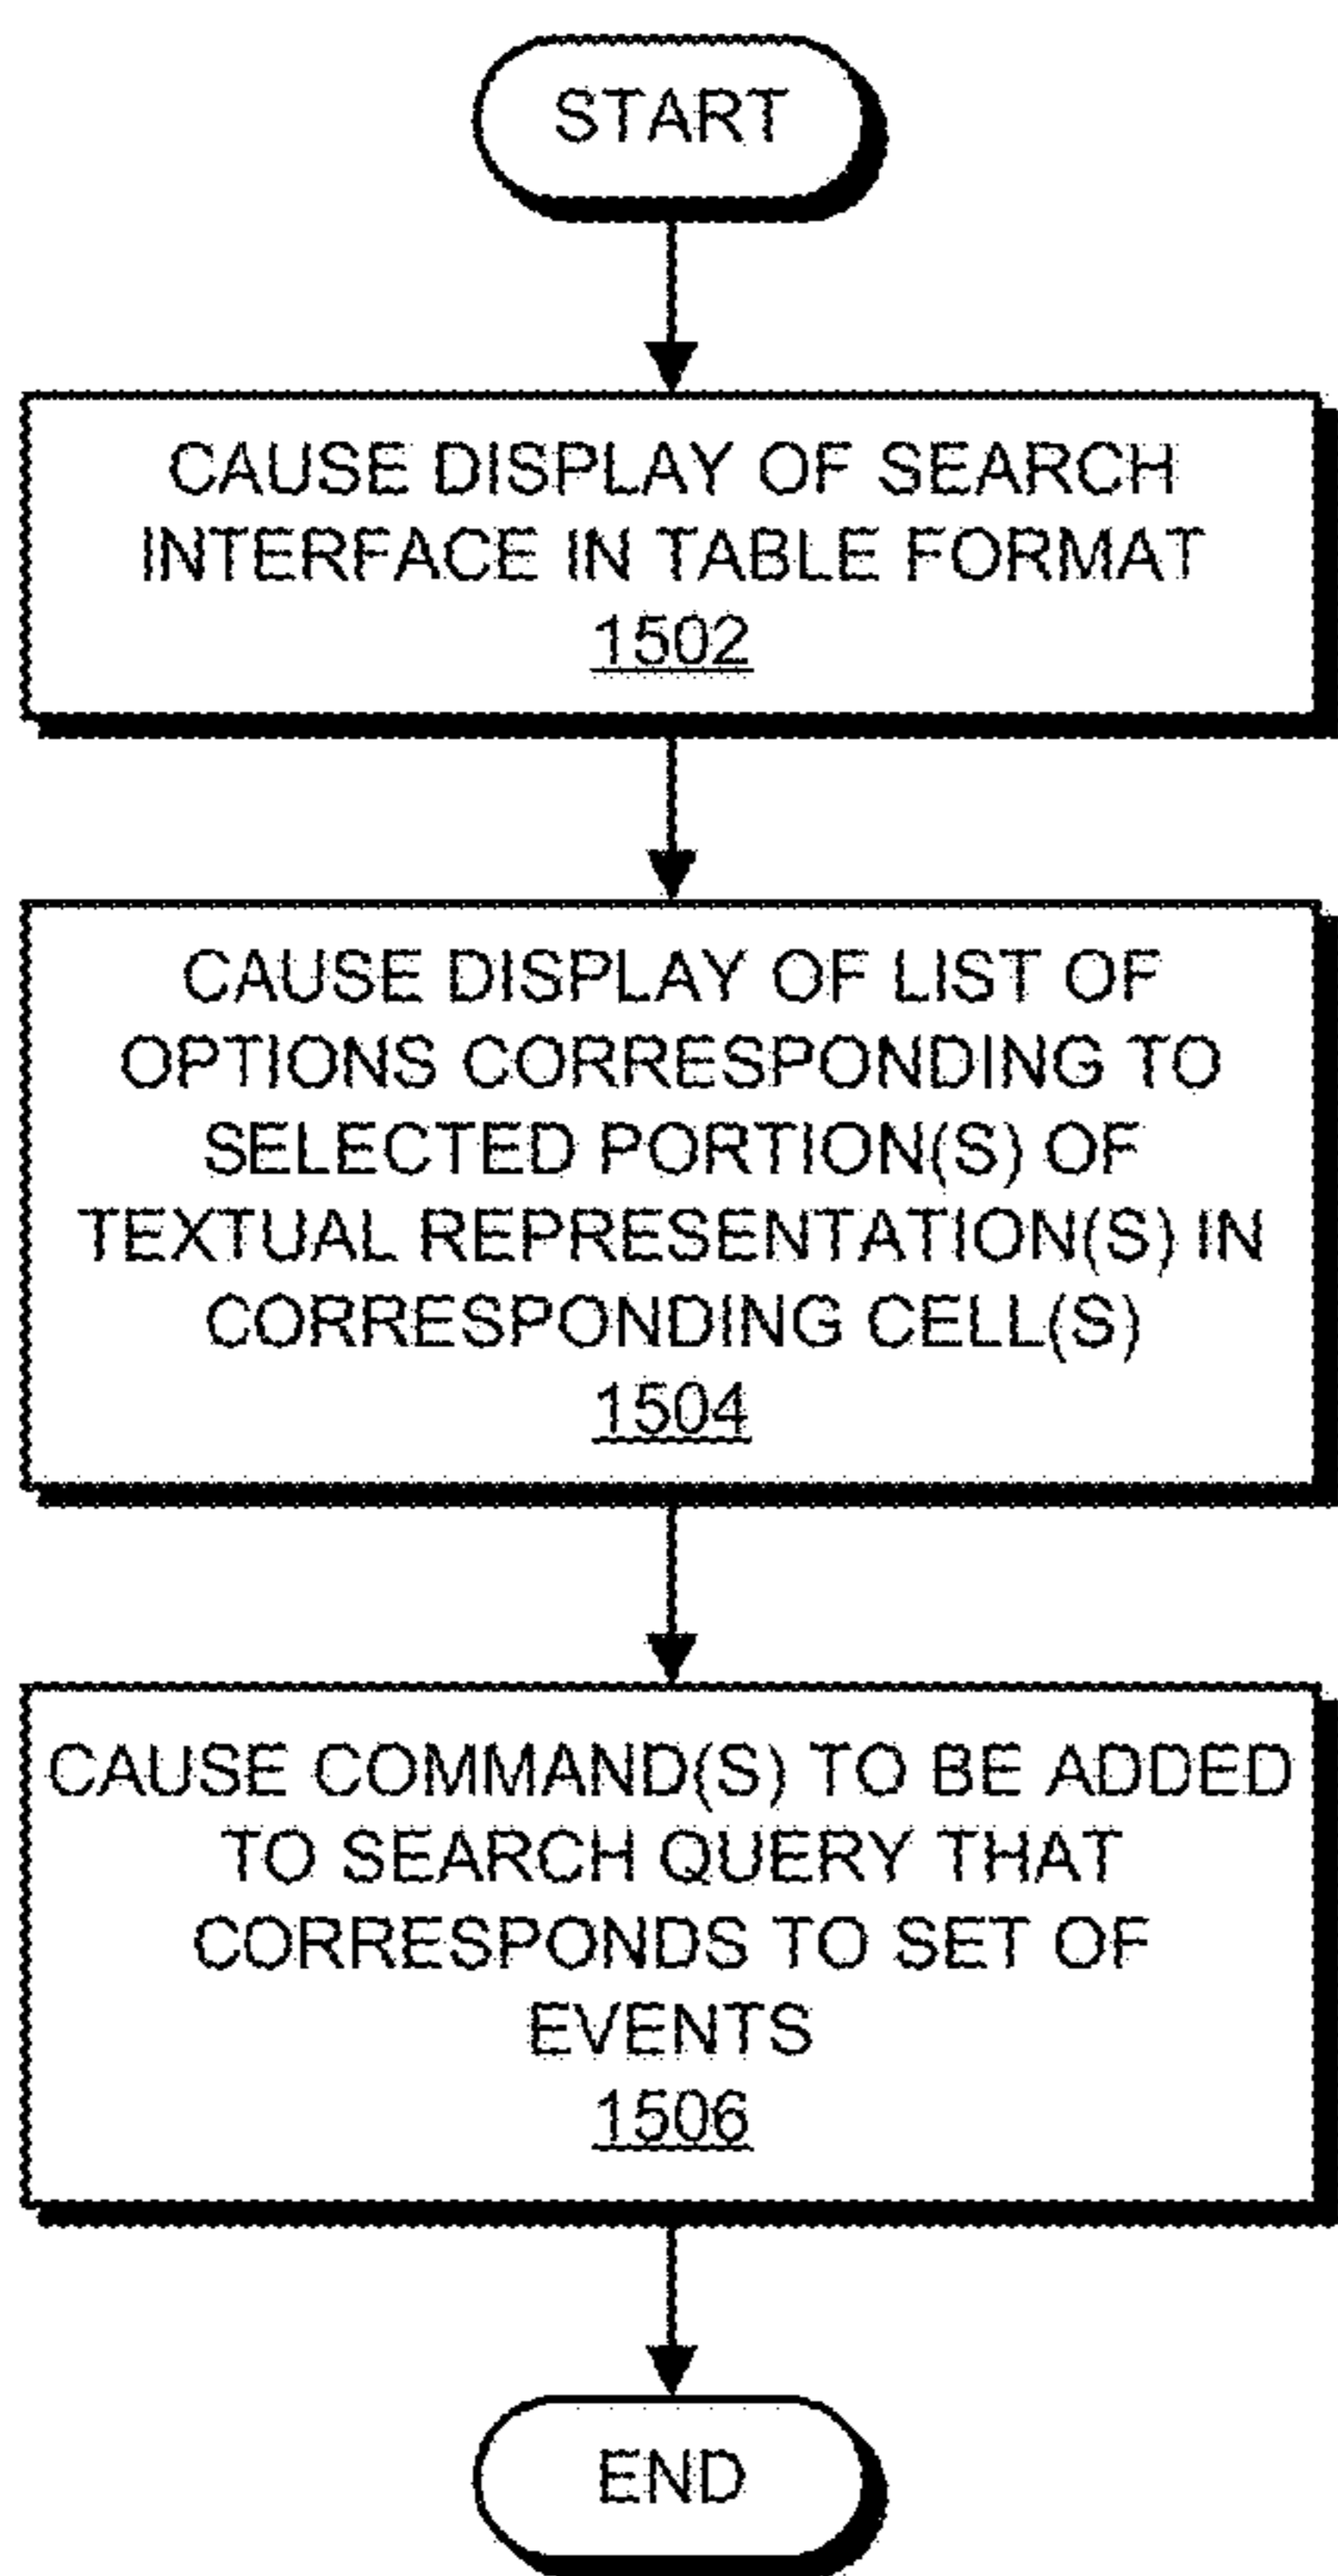 START
CAUSE DISPLAY OF SEARCH
INTERFACE IN TABLE FORMAT
1502
CAUSE DISPLAY OF LIST OF
OPTIONS CORRESPONDING TO
SELECTED PORTION(S) OF
TEXTUAL REPRESENTATION(S) IN
CORRESPONDING CELL(S)
1504
CAUSE COMMAND(S) TO BE ADDED
TO SEARCH QUERY THAT
CORRESPONDS TO SET OF
EVENTS
1506
END